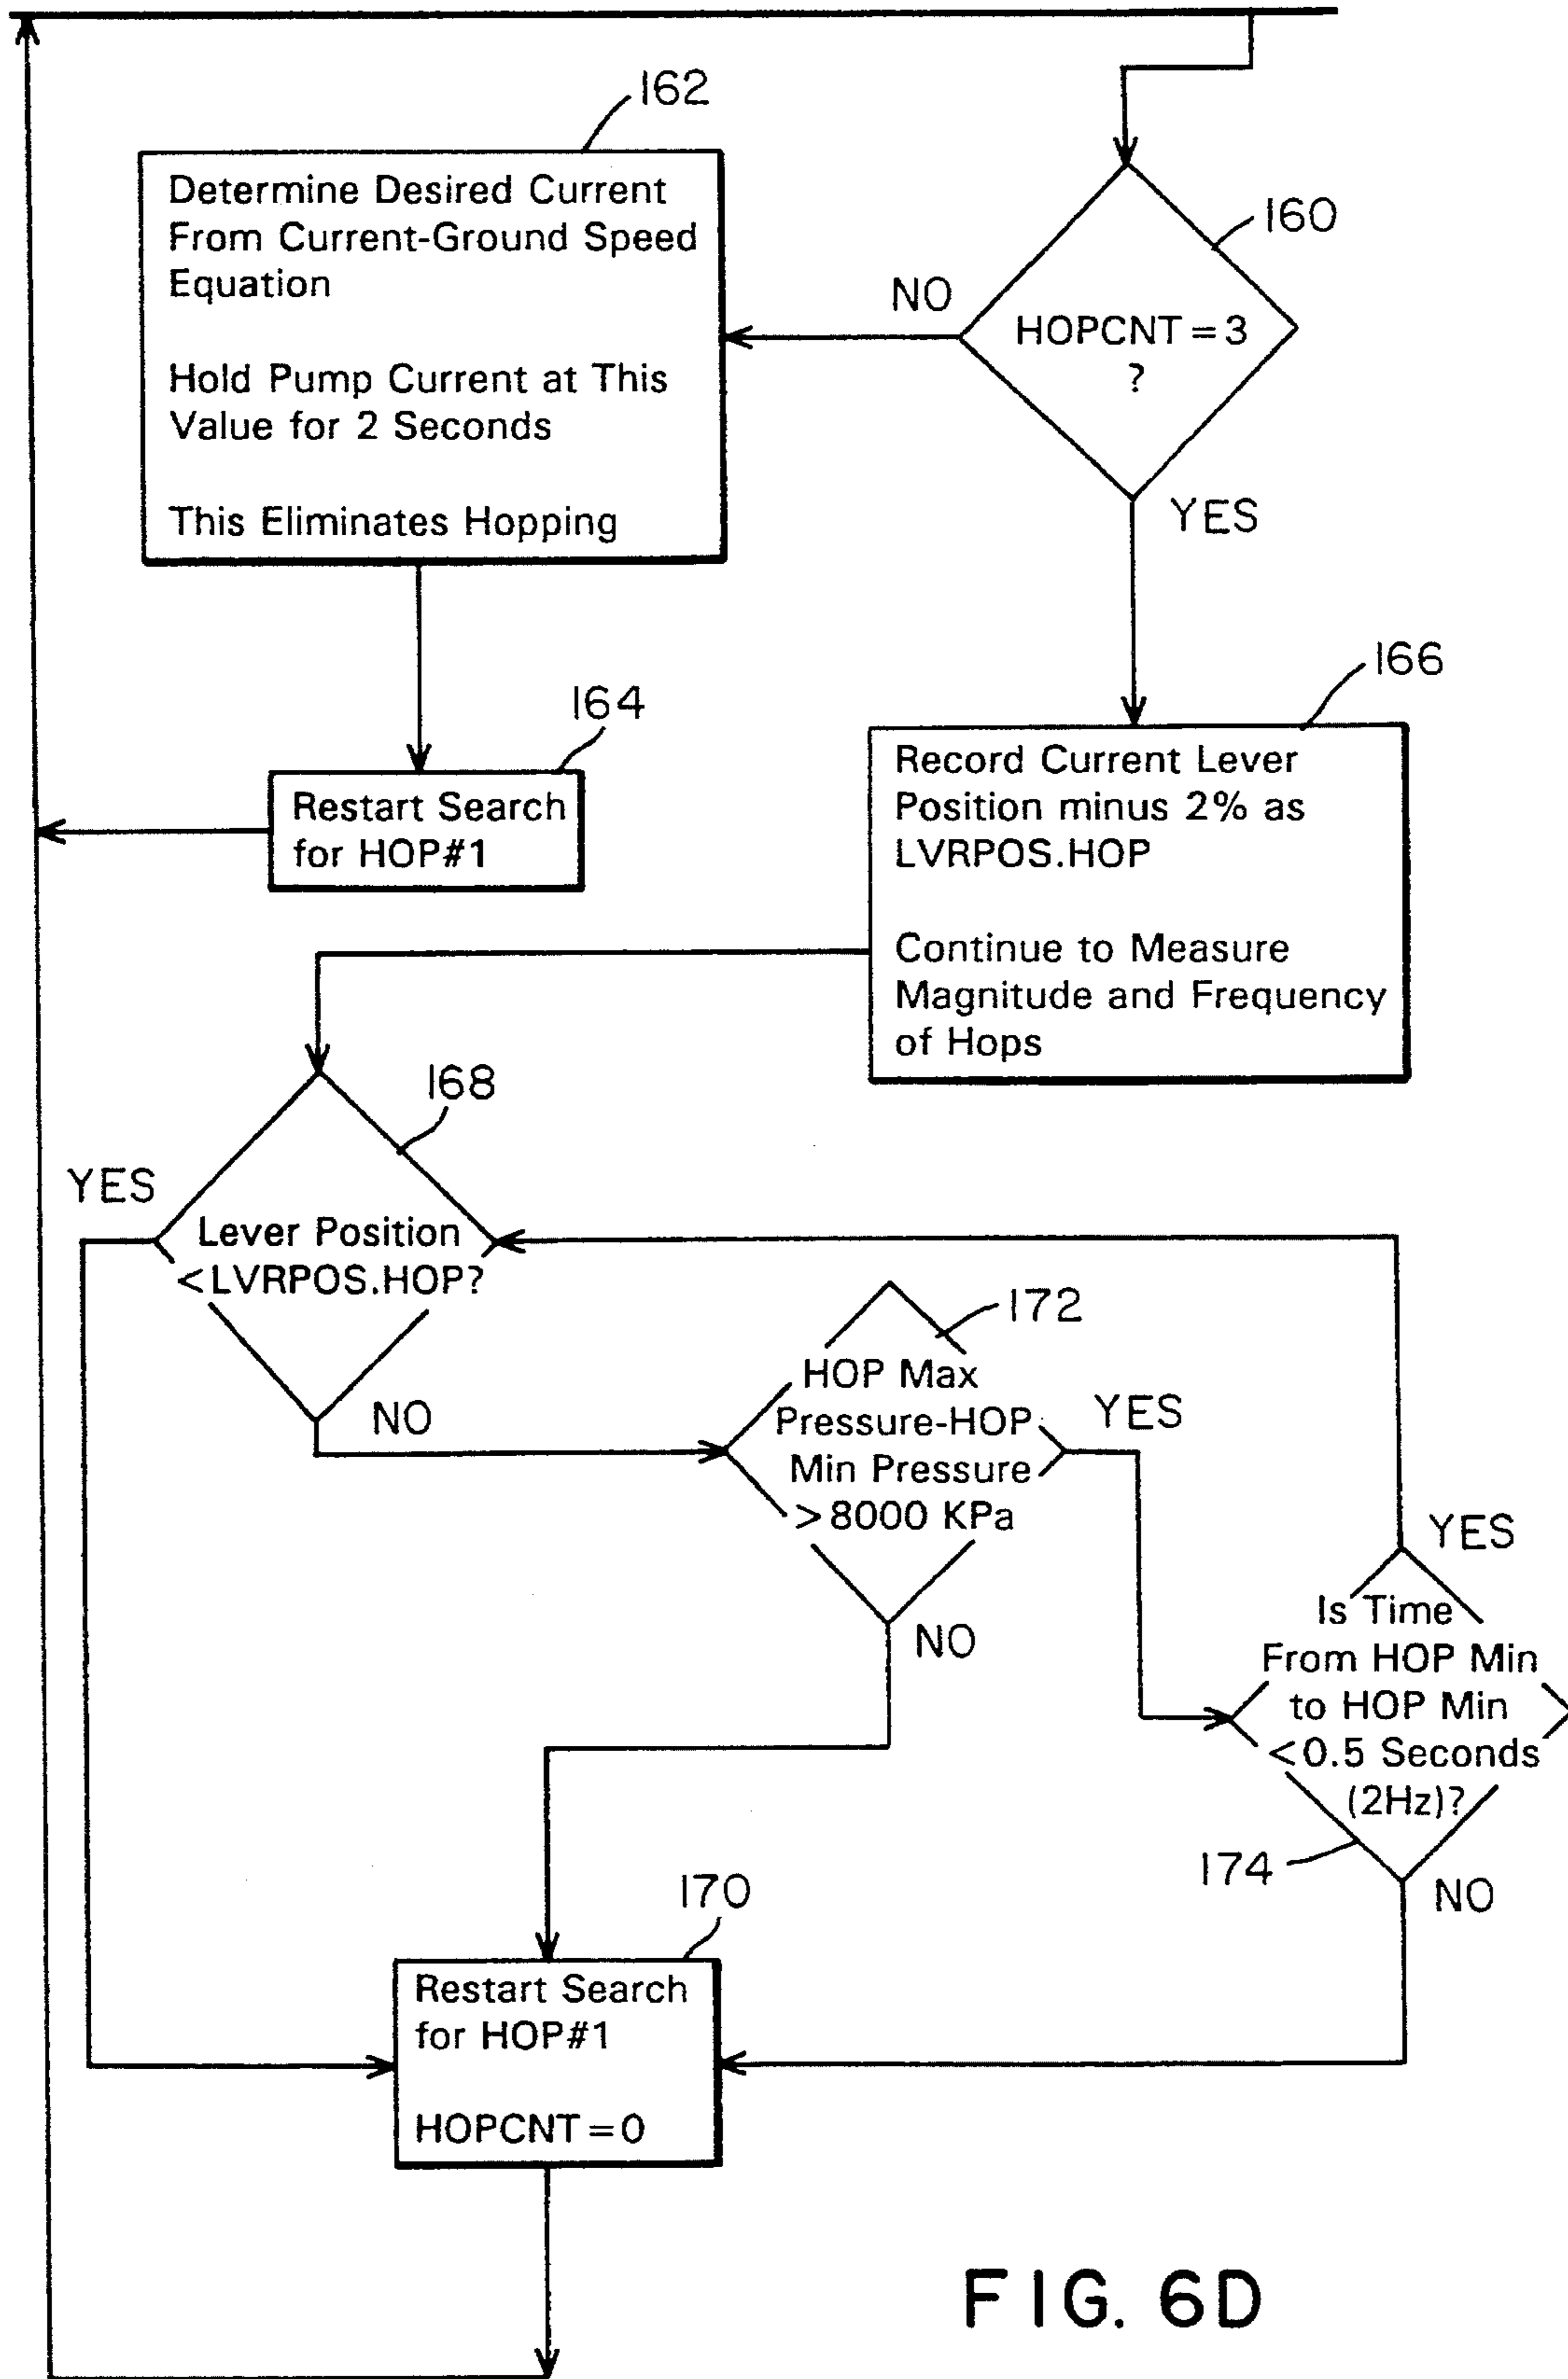 162
Determine Desired Current
From Current-Ground Speed
Equation
Hold Pump Current at This
Value for 2 Seconds
This Eliminates Hopping
160
HOPCNT = 3
?
NO
YES
164
Restart Search
for HOP#1
166
Record Current Lever
Position minus 2% as
LVRPOS.HOP
Continue to Measure
Magnitude and Frequency
of Hops
168
YES
Lever Position
<LVRPOS.HOP?
NO
172
HOP Max
Pressure-HOP
Min Pressure
>8000 KPa
YES
NO
YES
Is Time
From HOP Min
to HOP Min
<0.5 Seconds
(2Hz)?
174
NO
170
Restart Search
for HOP#1
HOPCNT = 0
FIG. 6D